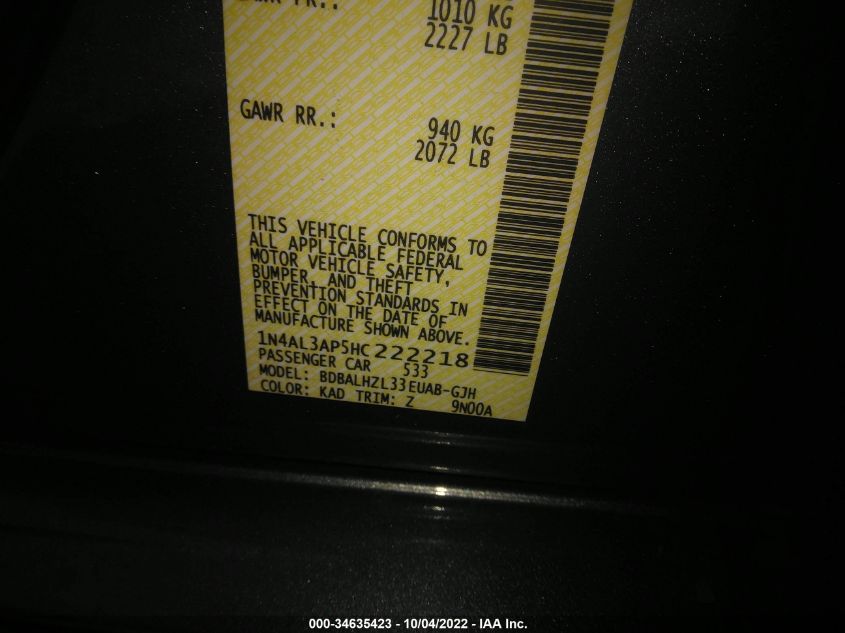 1010 KG
2227 LB
GAWR RR.:
940 KG
2072 LB
THIS VEHICLE CONFORMS TO
ALL APPLICABLE FEDERAL
MOTOR VEHICLE SAFETY,
BUMPER, AND THEFT
PREVENTION STANDARDS IN
EFFECT ON THE DATE OF
MANUFACTURE SHOWN ABOVE.
1N4AL3AP5HC222218
PASSENGER CAR 533
MODEL: BDBALHZL33EUAB-GJH
COLOR: KAD TRIM: Z 9N00A
000-34635423 - 10/04/2022 - IAA Inc.